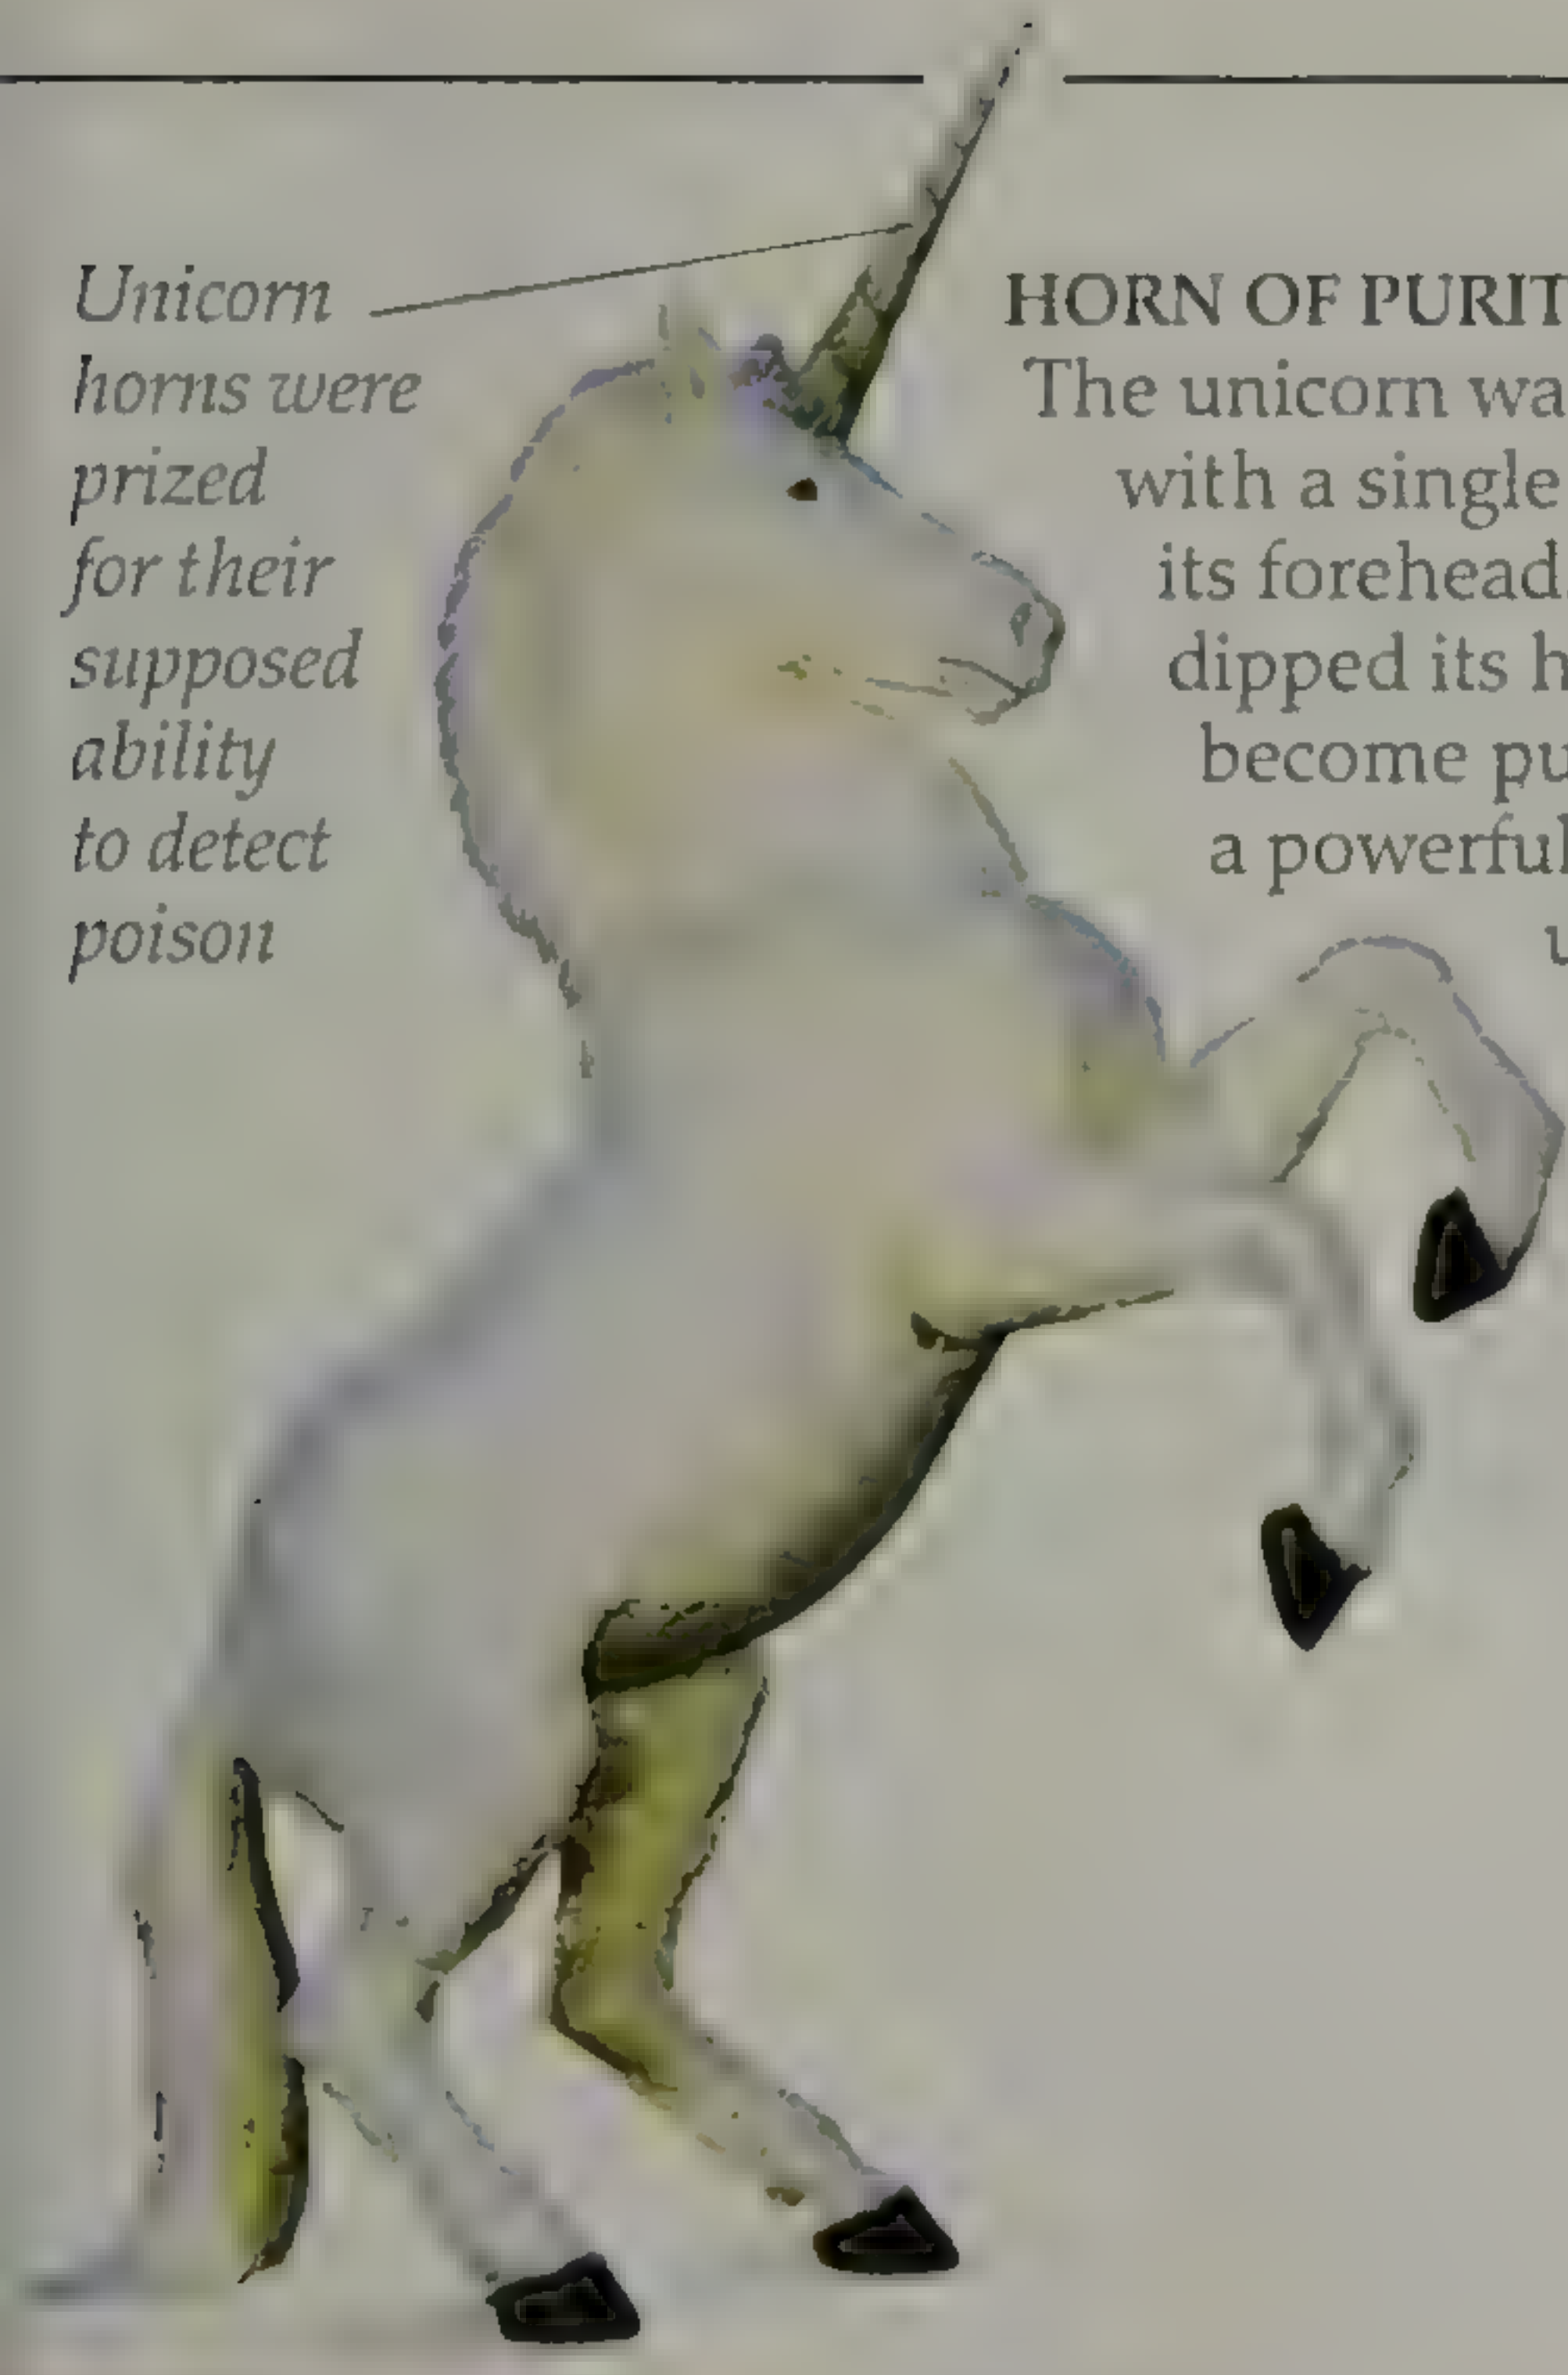 Unicorn
horns were
prized
for their
supposed
ability
to detect
poison
HORN OF PURIT
The unicorn wa
with a single
its forehead.
dipped its h
become pu
a powerful
u